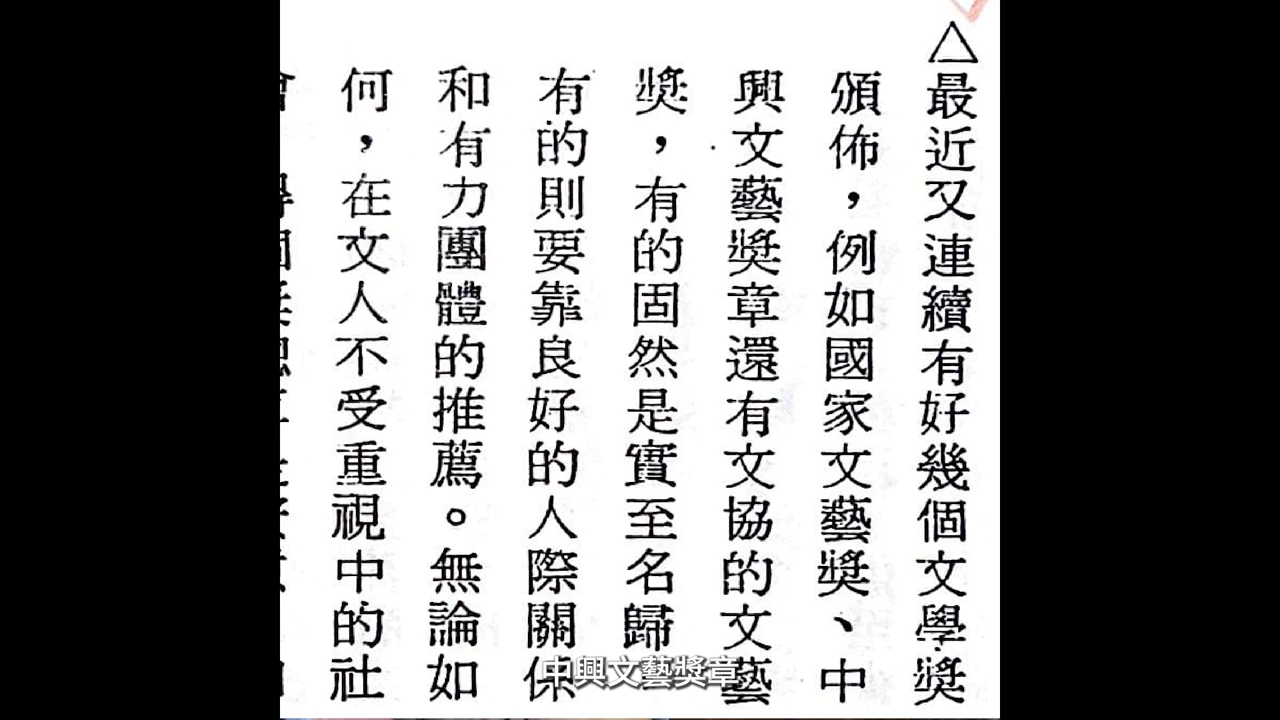 △最近又連續有好幾個文學獎
頒佈，例如國家文藝獎、中
興文藝獎章還有文協的文藝
獎，有的固然是實至名歸
有的則要靠良好的人際關係
和有力團體的推薦。無論如
何，在文人不受重視中的社
中興文藝獎章